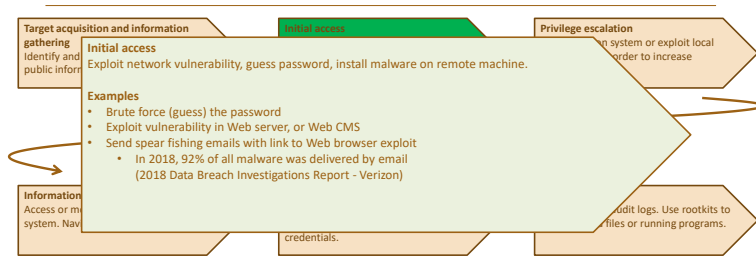 Target acquisition and information
gathering
Identify and
public inform
Initial access
Privilege escalation
on system or exploit local
order to increase
Initial access
Exploit network vulnerability, guess password, install malware on remote machine.
Examples
• Brute force (guess) the password
• Exploit vulnerability in Web server, or Web CMS
• Send spear fishing emails with link to Web browser exploit
• In 2018, 92% of all malware was delivered by email
(2018 Data Breach Investigations Report - Verizon)
Information
Access or m
system. Navi
credentials.
udit logs. Use rootkits to
files or running programs.